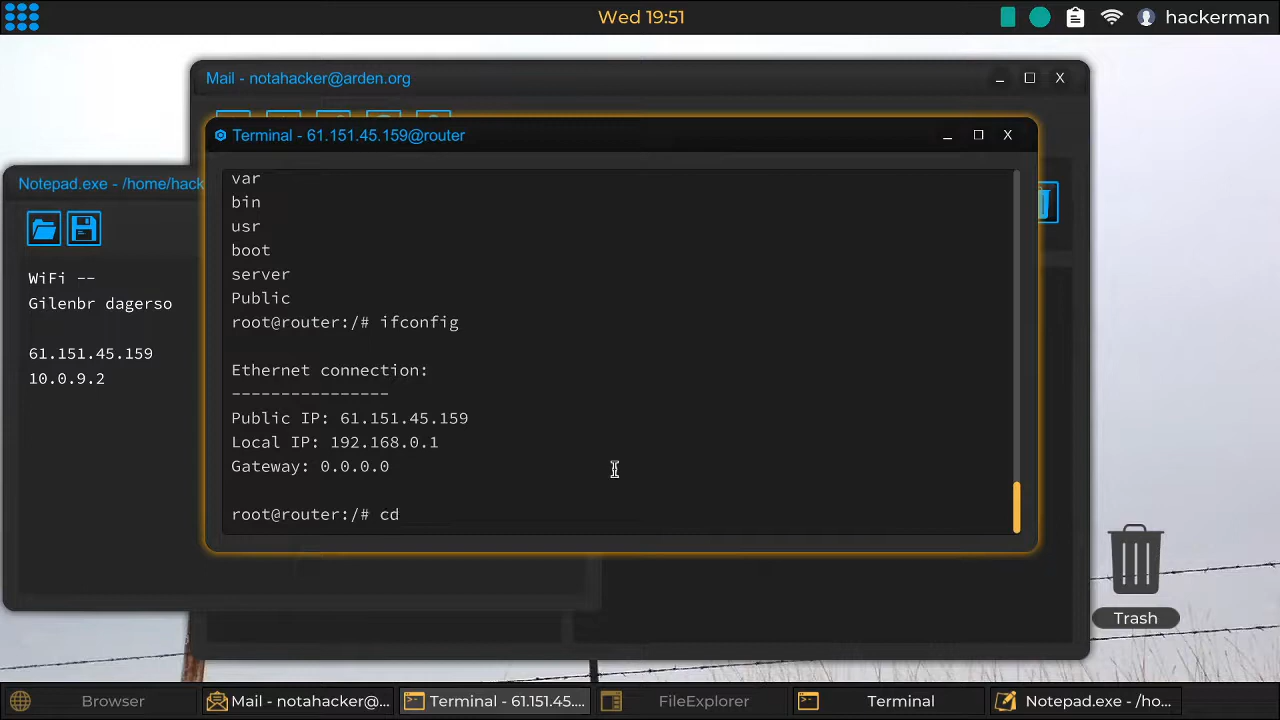 Wed 19:51
hackerman
Mail - notahacker@arden.org
X
Terminal - 61.151.45.159@router
X
Notepad.exe - /home/hack
WiFi --
Gilenbr dagerso
61.151.45.159
10.0.9.2
var
bin
usr
boot
server
Public
root@router:/# ifconfig
Ethernet connection:
----------------
Public IP: 61.151.45.159
Local IP: 192.168.0.1
Gateway: 0.0.0.0
root@router:/# cd
Trash
Browser
Mail - notahacker@...
Terminal - 61.151.45....
FileExplorer
Terminal
Notepad.exe - /ho...